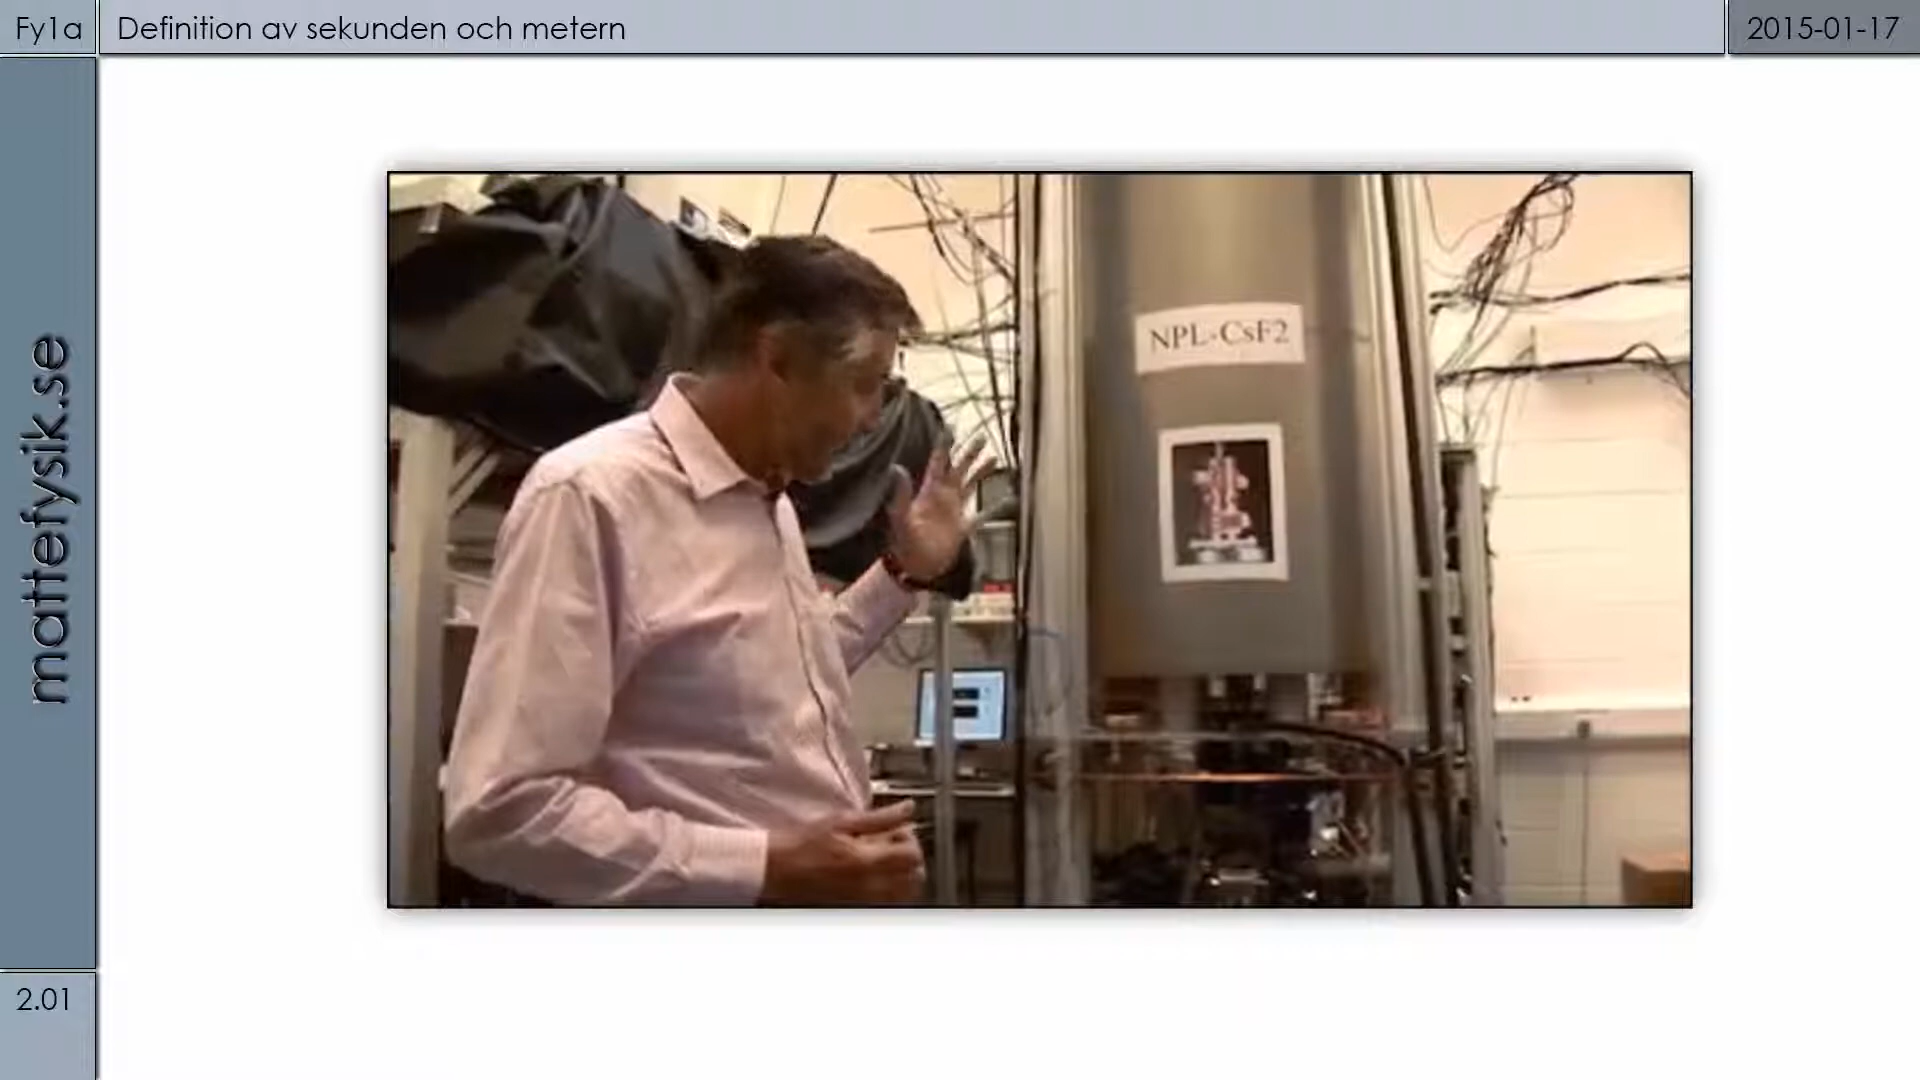 Fy1a
Definition av sekunden och metern
2015-01-17
NPL-CsF2
mattefysik.se
2.01